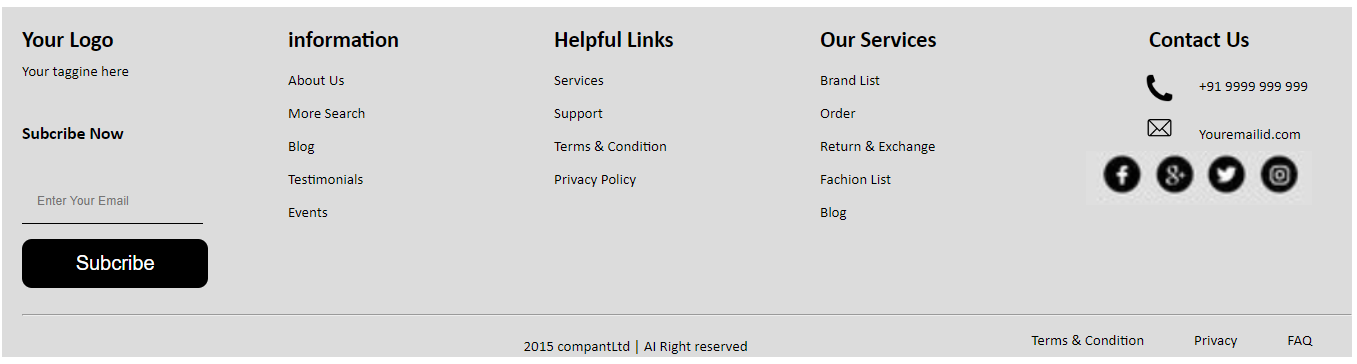 Your Logo
Your taggine here
Subcribe Now
Enter Your Email
Subcribe
information
About Us
More Search
Blog
Testimonials
Events
Helpful Links
Services
Support
Terms & Condition
Privacy Policy
Our Services
Brand List
Order
Return & Exchange
Fachion List
Blog
Contact Us
+91 9999 999 999
Youremailid.com
2015 compantLtd | Al Right reserved
Terms & Condition
Privacy
FAQ